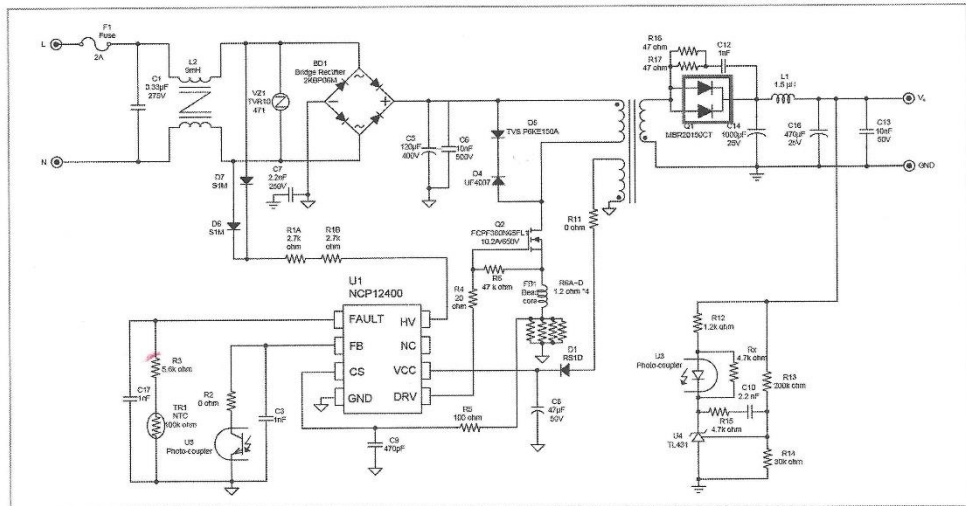 F1
Fuse
L
2A
C1
0.33µF
275V
L2
9mH
VZ1
TVR10
471
BD1
Bridge Rectifier
2KBP06M
C5
120µF
400V
C6
10nF
500V
D5
TVS P6KE150A
D4
UF4007
R16
47 ohm
R17
47 ohm
C12
1nF
Q1
MBR20150CT
C14
1000µF
25V
L1
1.5 µH
C16
470µF
25V
C13
10nF
50V
GND
N
D7
S1M
C7
2.2nF
250V
D6
S1M
R1A
2.7k
ohm
R1B
2.7k
ohm
Q2
FCPF380N65FL1
10.2A/650V
R11
0 ohm
R4
20
ohm
R6
47 k ohm
FB1
Bead
core
R8A~D
1.2 ohm *4
U1
NCP12400
FAULT
FB
CS
GND
HV
NC
VCC
DRV
R3
5.6k ohm
C17
1nF
TR1
NTC
100k ohm
R2
0 ohm
Photo-coupler
C3
1nF
C9
470pF
R5
100 ohm
D1
RS1D
47µF
50V
R12
1.2k ohm
U3
Photo-coupler
Rx
4.7k ohm
C10
2.2 nF
R13
200k ohm
R15
4.7k ohm
U4
TL431
R14
30k ohm